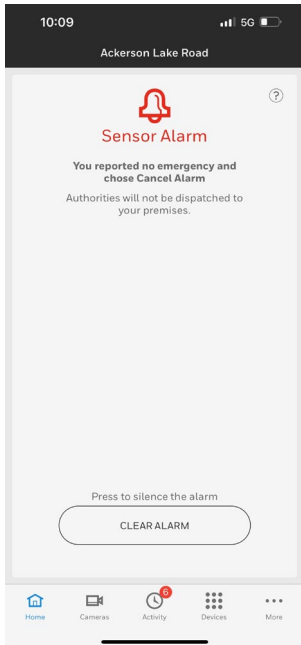 10:09
5G
Ackerson Lake Road
?
Sensor Alarm
You reported no emergency and
chose Cancel Alarm
Authorities will not be dispatched to
your premises.
Press to silence the alarm
CLEAR ALARM
6
Home Cameras Activity Devices More